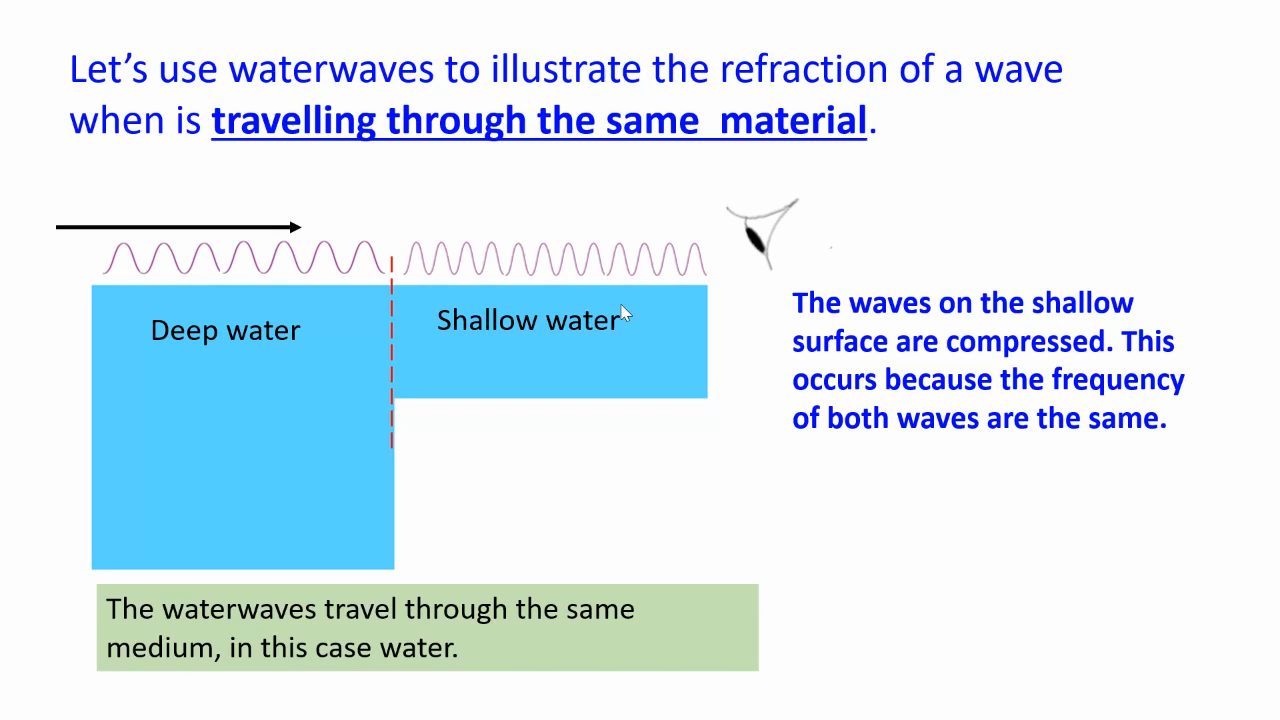 Let’s use waterwaves to illustrate the refraction of a wave
when is travelling through the same  material.
Deep water
Shallow water
The waves on the shallow
surface are compressed. This
occurs because the frequency
of both waves are the same.
The waterwaves travel through the same
medium, in this case water.